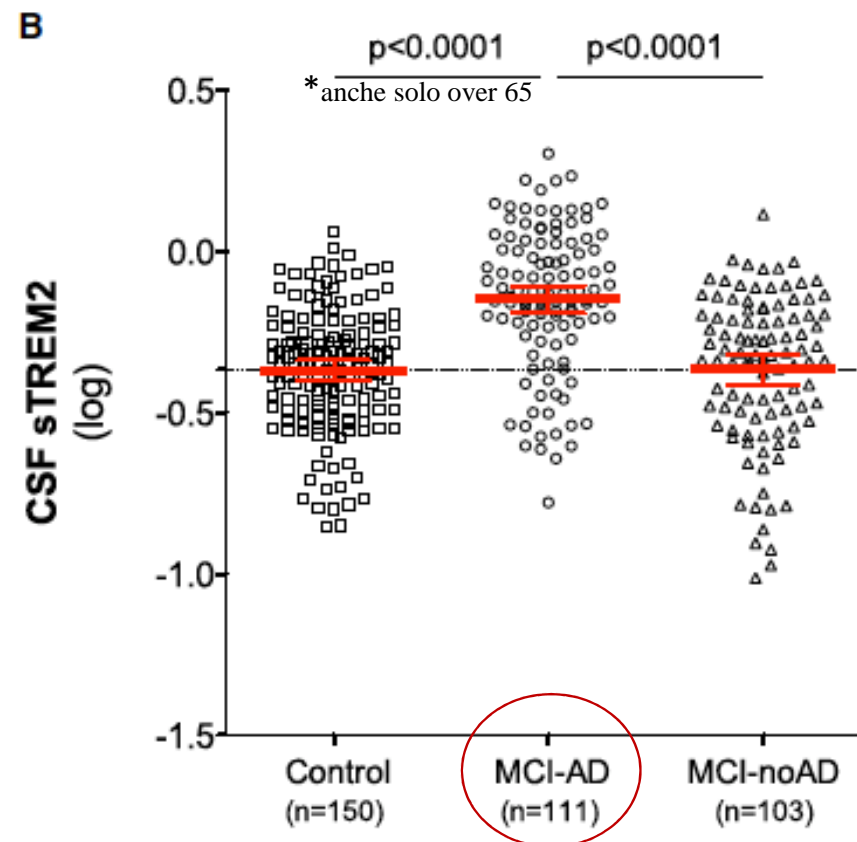 B
p<0.0001 p<0.0001
*anche solo over 65
0.5
0.0
-0.5
-1.0
-1.5
CSF sTREM2
(log)
Control MCI-AD MCI-noAD
(n=150) (n=111) (n=103)